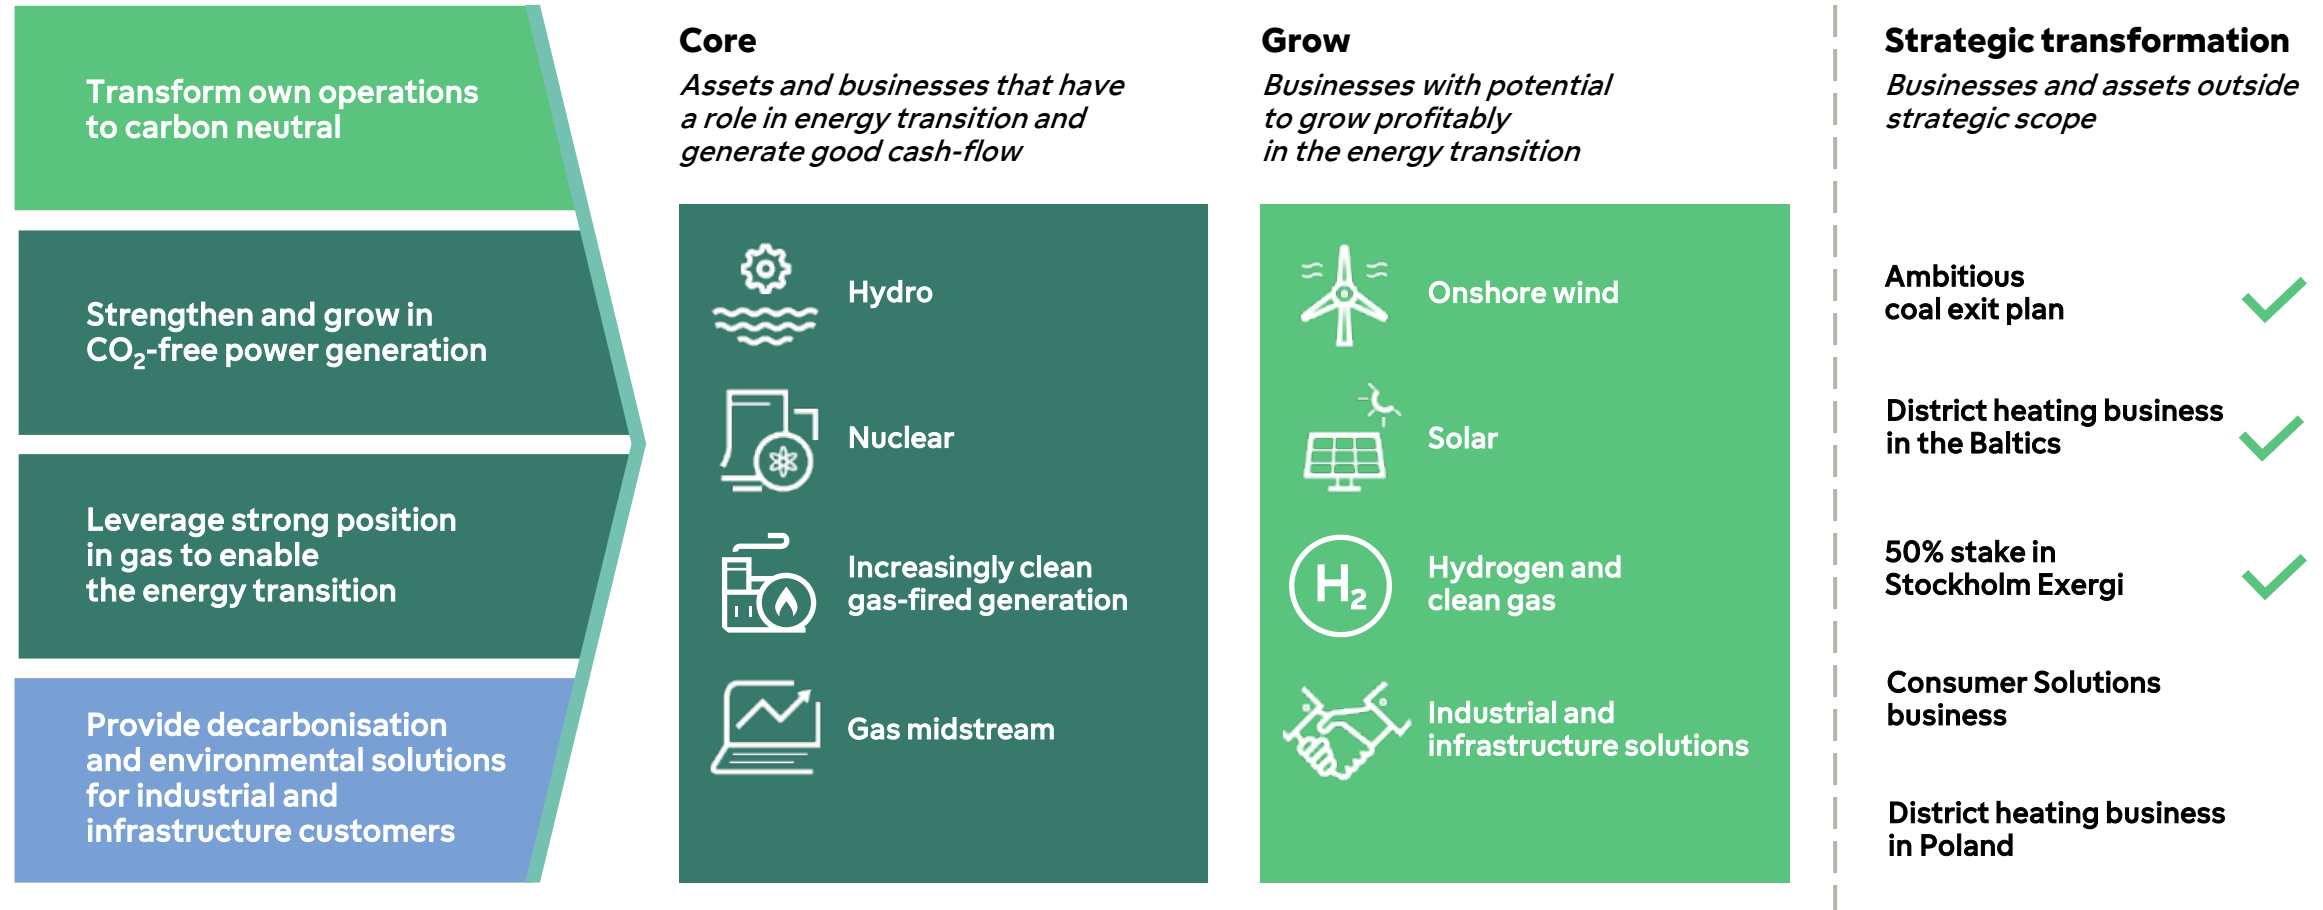 Transform own operations
to carbon neutral
Strengthen and grow in
CO₂-free power generation
Leverage strong position
in gas to enable
the energy transition
Provide decarbonisation
and environmental solutions
for industrial and
infrastructure customers
Core
Assets and businesses that have
a role in energy transition and
generate good cash-flow
Hydro
Nuclear
Increasingly clean
gas-fired generation
Gas midstream
Grow
Businesses with potential
to grow profitably
in the energy transition
Onshore wind
Solar
H₂
Hydrogen and
clean gas
Industrial and
infrastructure solutions
Strategic transformation
Businesses and assets outside
strategic scope
Ambitious
coal exit plan
District heating business
in the Baltics
50% stake in
Stockholm Exergi
Consumer Solutions
business
District heating business
in Poland